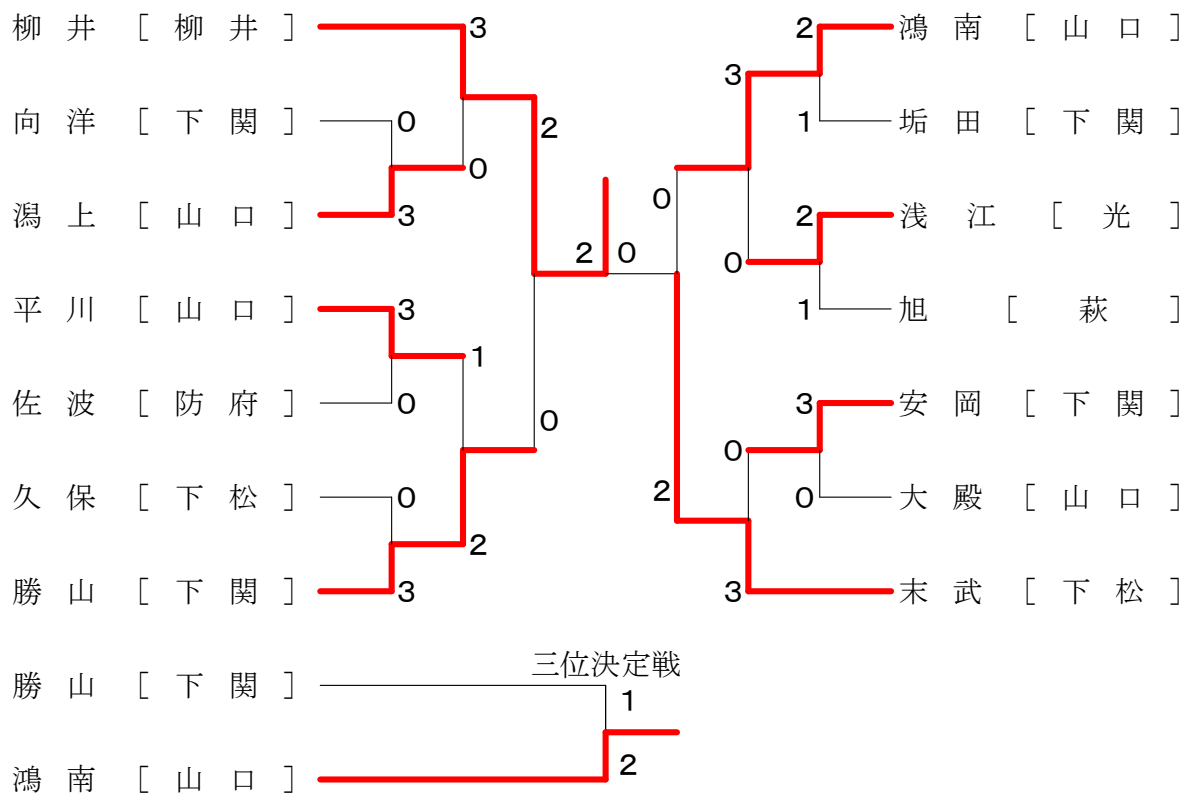 柳井 [柳井] 3 2 鴻南 [山口]
3
向洋 [下関] 0 2 1 垢田 [下関]
0 0
潟上 [山口] 3 2 浅江 [光]
2 0 0
平川 [山口] 3 1 旭 [萩]
1
佐波 [防府] 0 0 3 安岡 [下関]
0
久保 [下松] 0 2 0 大殿 [山口]
2
勝山 [下関] 3 3 末武 [下松]
三位決定戦
勝山 [下関] 1
鴻南 [山口] 2